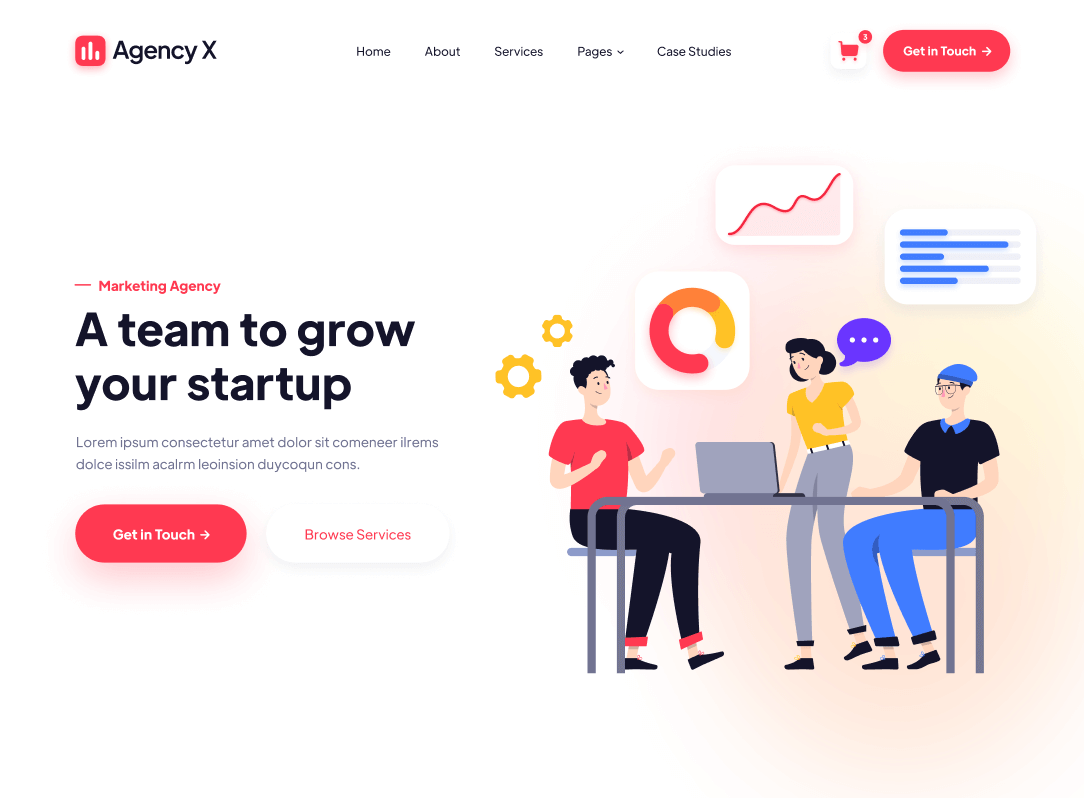 Agency X
Home About Services Pages Case Studies
3
Get in Touch →
— Marketing Agency
A team to grow
your startup
Lorem ipsum consectetur amet dolor sit comeneer ilrems
dolce issilm acalrm leoinsion duycoqun cons.
Get in Touch →
Browse Services